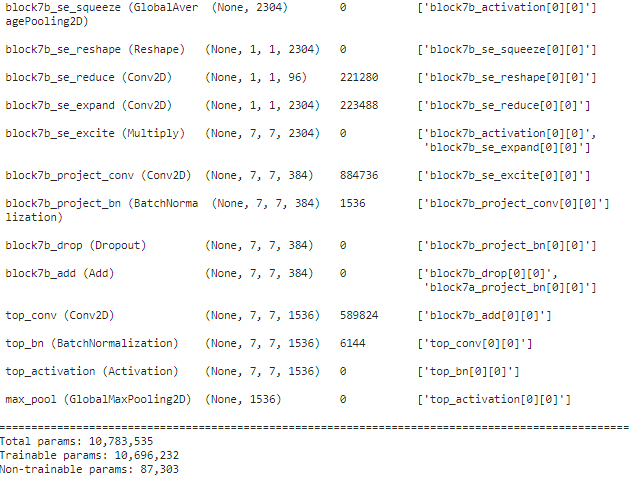 block7b_se_squeeze (GlobalAver (None, 2304) 0 ['block7b_activation[0][0]']
agePooling2D)
block7b_se_reshape (Reshape) (None, 1, 1, 2304) 0 ['block7b_se_squeeze[0][0]']
block7b_se_reduce (Conv2D) (None, 1, 1, 96) 221280 ['block7b_se_reshape[0][0]']
block7b_se_expand (Conv2D) (None, 1, 1, 2304) 223488 ['block7b_se_reduce[0][0]']
block7b_se_excite (Multiply) (None, 7, 7, 2304) 0 ['block7b_activation[0][0]',
'block7b_se_expand[0][0]']
block7b_project_conv (Conv2D) (None, 7, 7, 384) 884736 ['block7b_se_excite[0][0]']
block7b_project_bn (BatchNorma (None, 7, 7, 384) 1536 ['block7b_project_conv[0][0]']
lization)
block7b_drop (Dropout) (None, 7, 7, 384) 0 ['block7b_project_bn[0][0]']
block7b_add (Add) (None, 7, 7, 384) 0 ['block7b_drop[0][0]',
'block7a_project_bn[0][0]']
top_conv (Conv2D) (None, 7, 7, 1536) 589824 ['block7b_add[0][0]']
top_bn (BatchNormalization) (None, 7, 7, 1536) 6144 ['top_conv[0][0]']
top_activation (Activation) (None, 7, 7, 1536) 0 ['top_bn[0][0]']
max_pool (GlobalMaxPooling2D) (None, 1536) 0 ['top_activation[0][0]']
==================================================================================================
Total params: 10,783,535
Trainable params: 10,696,232
Non-trainable params: 87,303